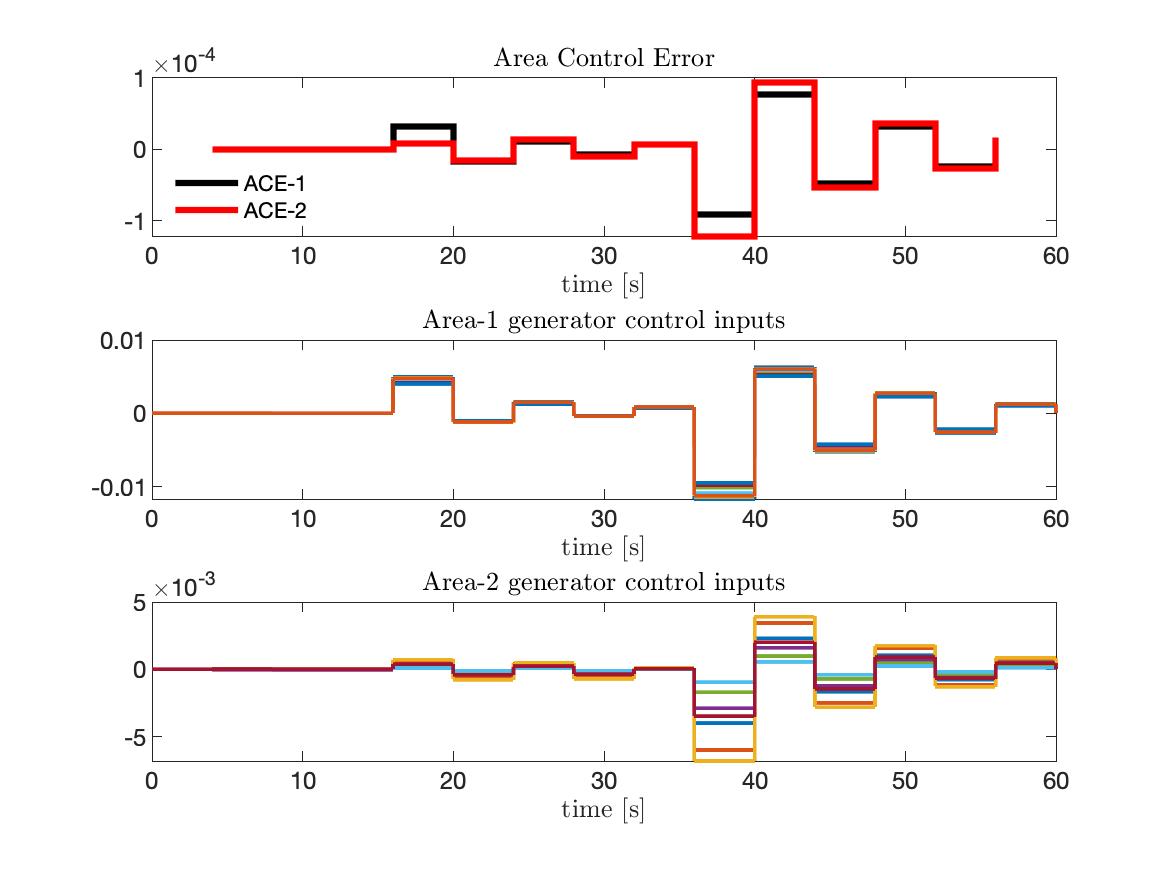 ×10⁻⁴
Area Control Error
1
0
-1
ACE-1
ACE-2
0 10 20 30 40 50 60
time [s]
Area-1 generator control inputs
0.01
0
-0.01
0 10 20 30 40 50 60
time [s]
×10⁻³
Area-2 generator control inputs
5
0
-5
0 10 20 30 40 50 60
time [s]